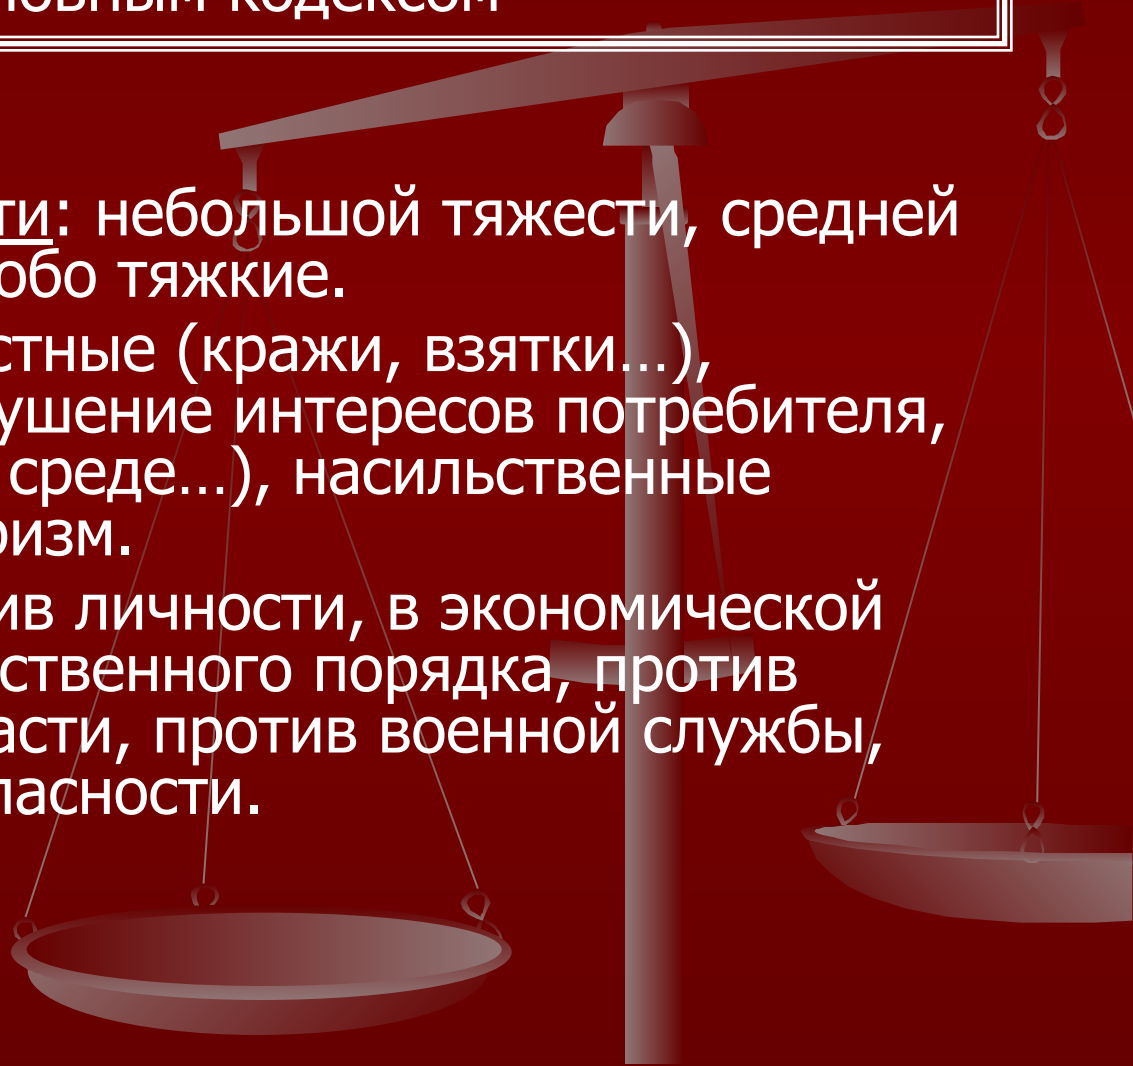 ловным кодексом
ти: небольшой тяжести, средней
обо тяжкие.
стные (кражи, взятки…),
ушение интересов потребителя,
среде…), насильственные
ризм.
ив личности, в экономической
ственного порядка, против
асти, против военной службы,
пасности.